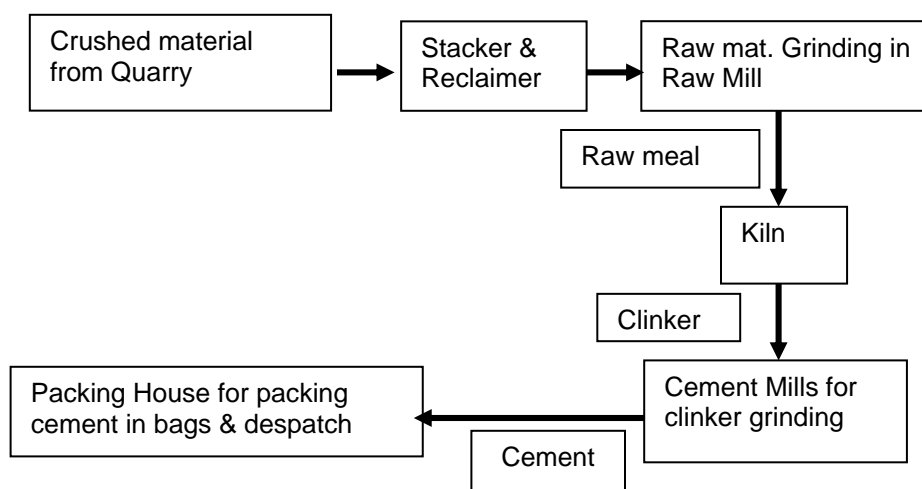 Crushed material
from Quarry
Stacker &
Reclaimer
Raw mat. Grinding in
Raw Mill
Raw meal
Kiln
Clinker
Cement Mills for
clinker grinding
Cement
Packing House for packing
cement in bags & despatch